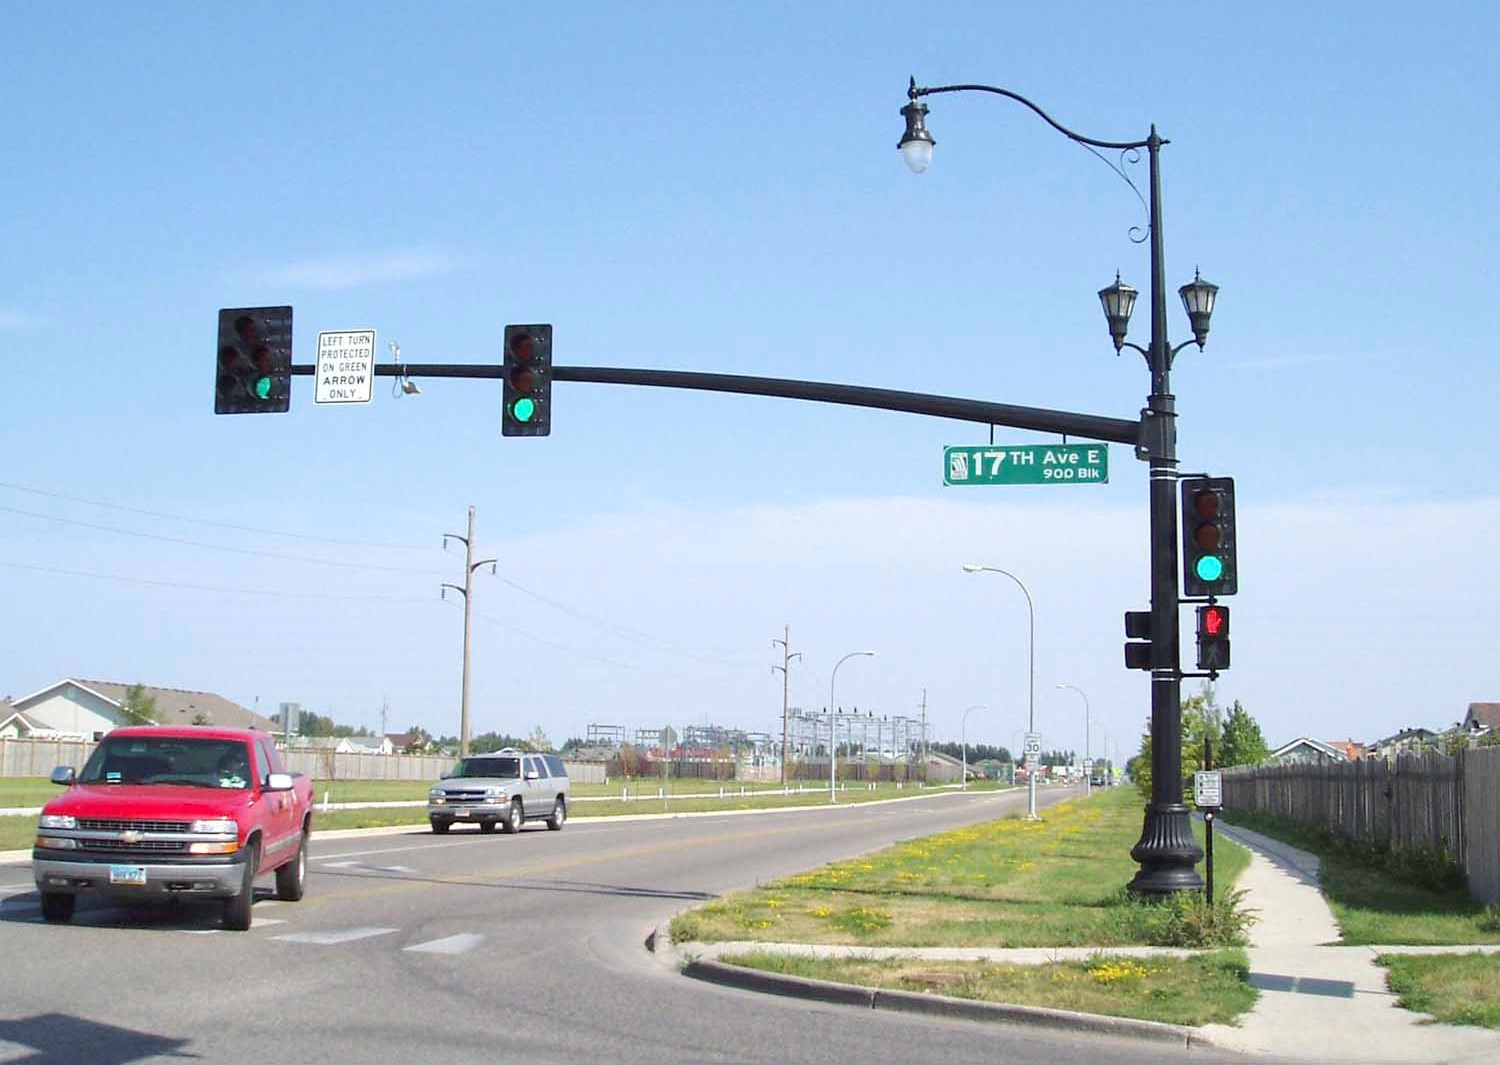 LEFT TURN
PROTECTED
ON GREEN
ARROW
ONLY
17TH Ave E
900 Blk
30